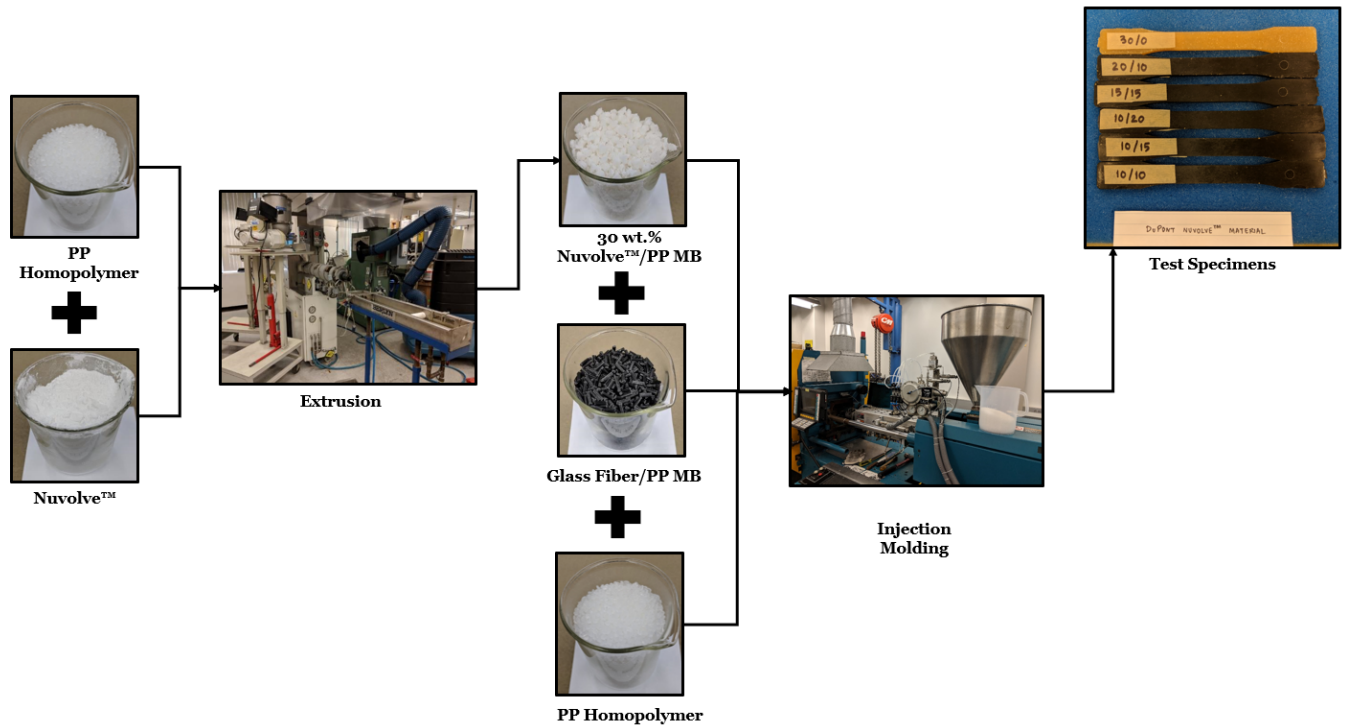 PP
Homopolymer
Nuvolve™
Extrusion
30 wt.%
Nuvolve™/PP MB
Glass Fiber/PP MB
PP Homopolymer
Injection
Molding
30/0
20/10
15/15
10/20
10/15
10/10
DuPONT NUVOLVE™ MATERIAL
Test Specimens